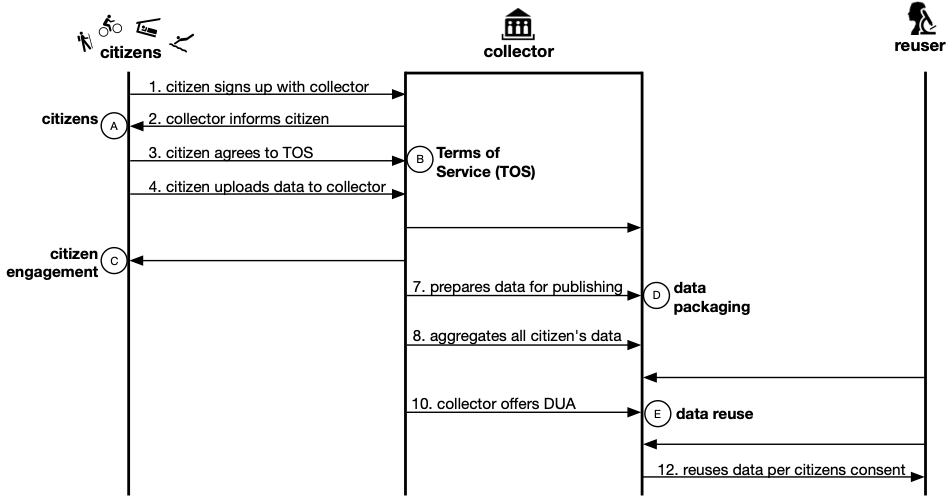 citizens
collector
reuser
1. citizen signs up with collector
citizens
A
2. collector informs citizen
3. citizen agrees to TOS
B
Terms of
Service (TOS)
4. citizen uploads data to collector
citizen
engagement
C
7. prepares data for publishing
D
data
packaging
8. aggregates all citizen's data
10. collector offers DUA
E
data reuse
12. reuses data per citizens consent